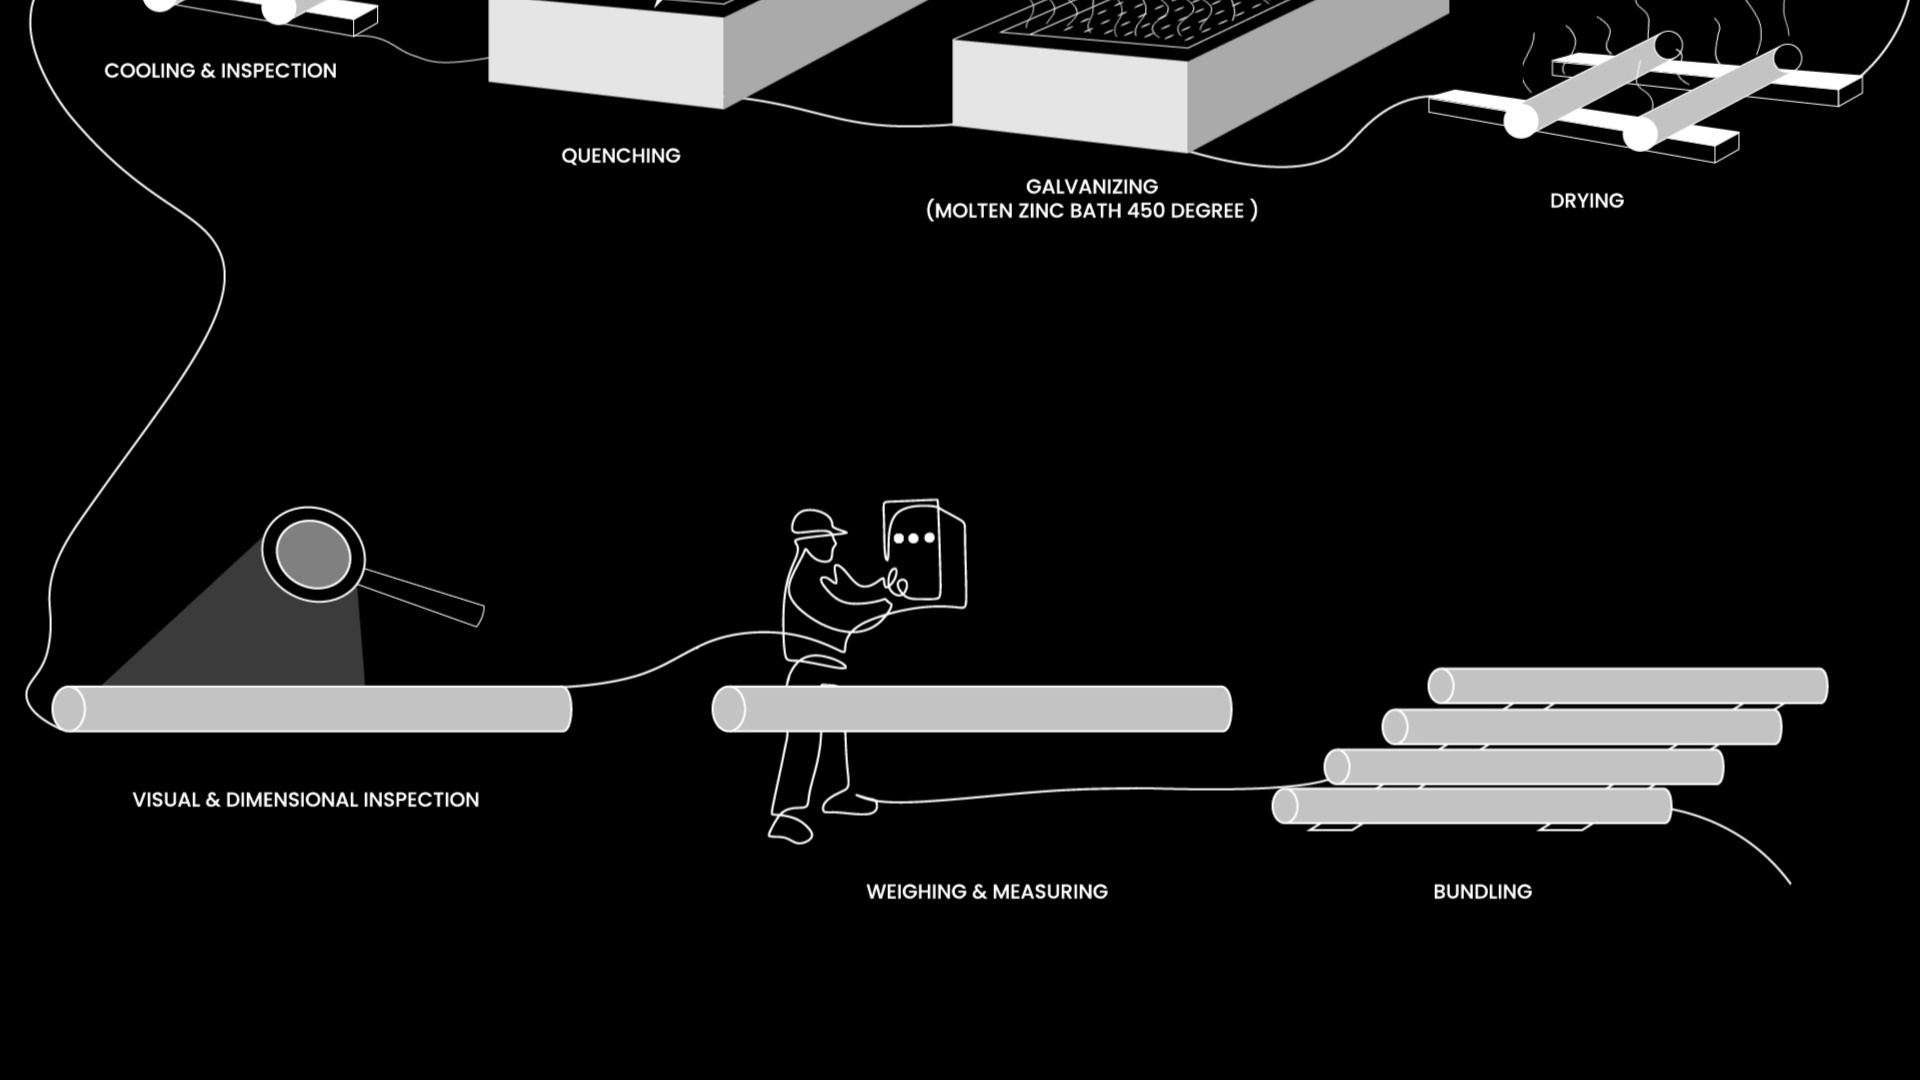 COOLING & INSPECTION
QUENCHING
GALVANIZING
(MOLTEN ZINC BATH 450 DEGREE )
DRYING
VISUAL & DIMENSIONAL INSPECTION
WEIGHING & MEASURING
BUNDLING